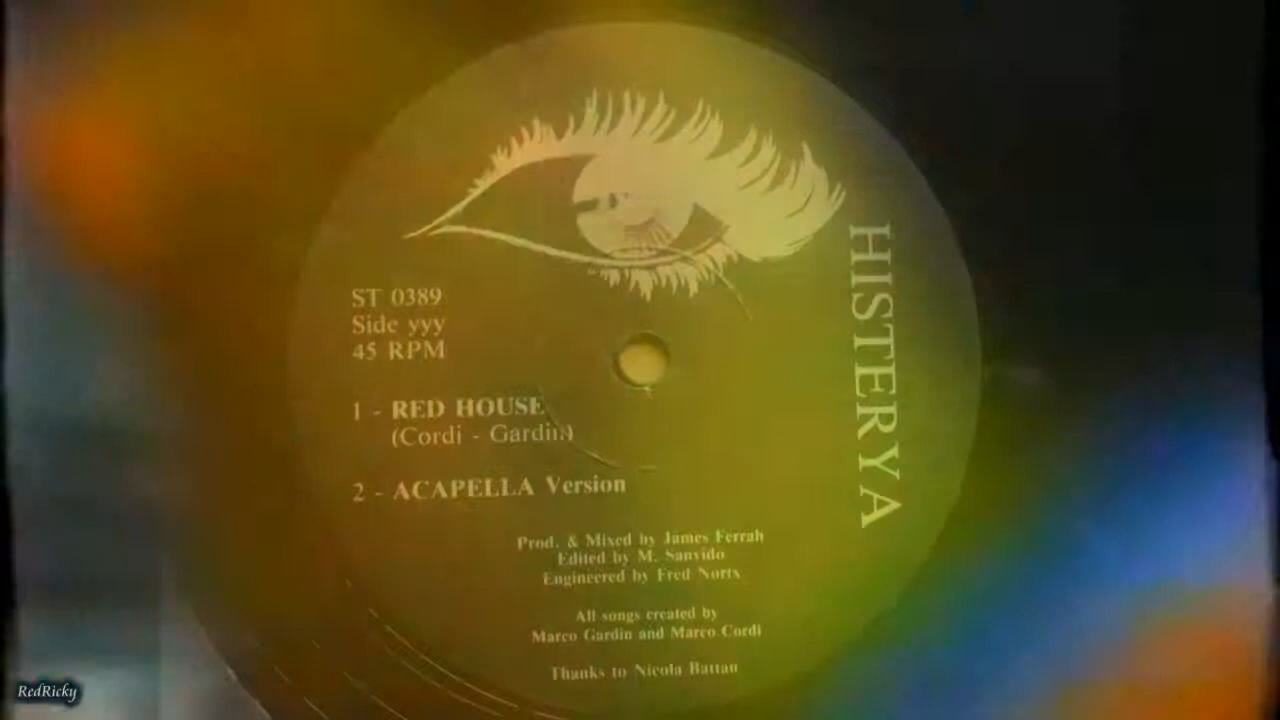 HISTERYA
ST 0389
Side yyy
45 RPM
1 - RED HOUSE
(Cordi - Gardin)
2 - ACAPELLA Version
Prod. & Mixed by James Ferrah
Edited by M. Sanvido
Engineered by Fred Norts
All songs created by
Marco Gardin and Marco Cordi
Thanks to Nicola Battan
RedRicky